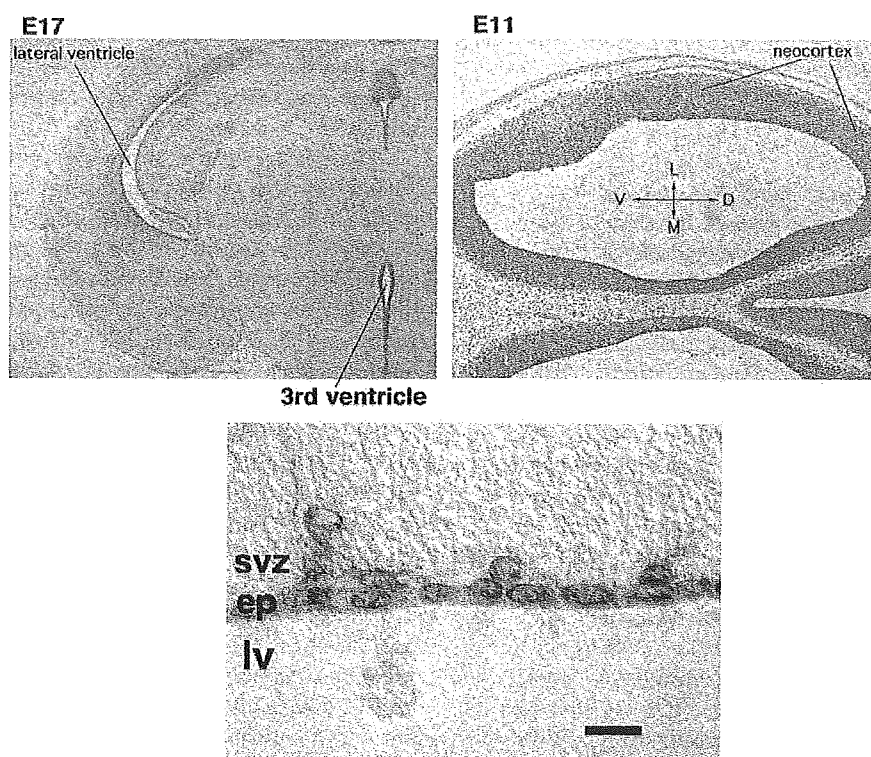 E17
lateral ventricle
3rd ventricle
E11
neocortex
L
V
D
M
svz
ep
lv